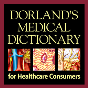 DORLAND'S
MEDICAL
DICTIONARY
for Healthcare Consumers